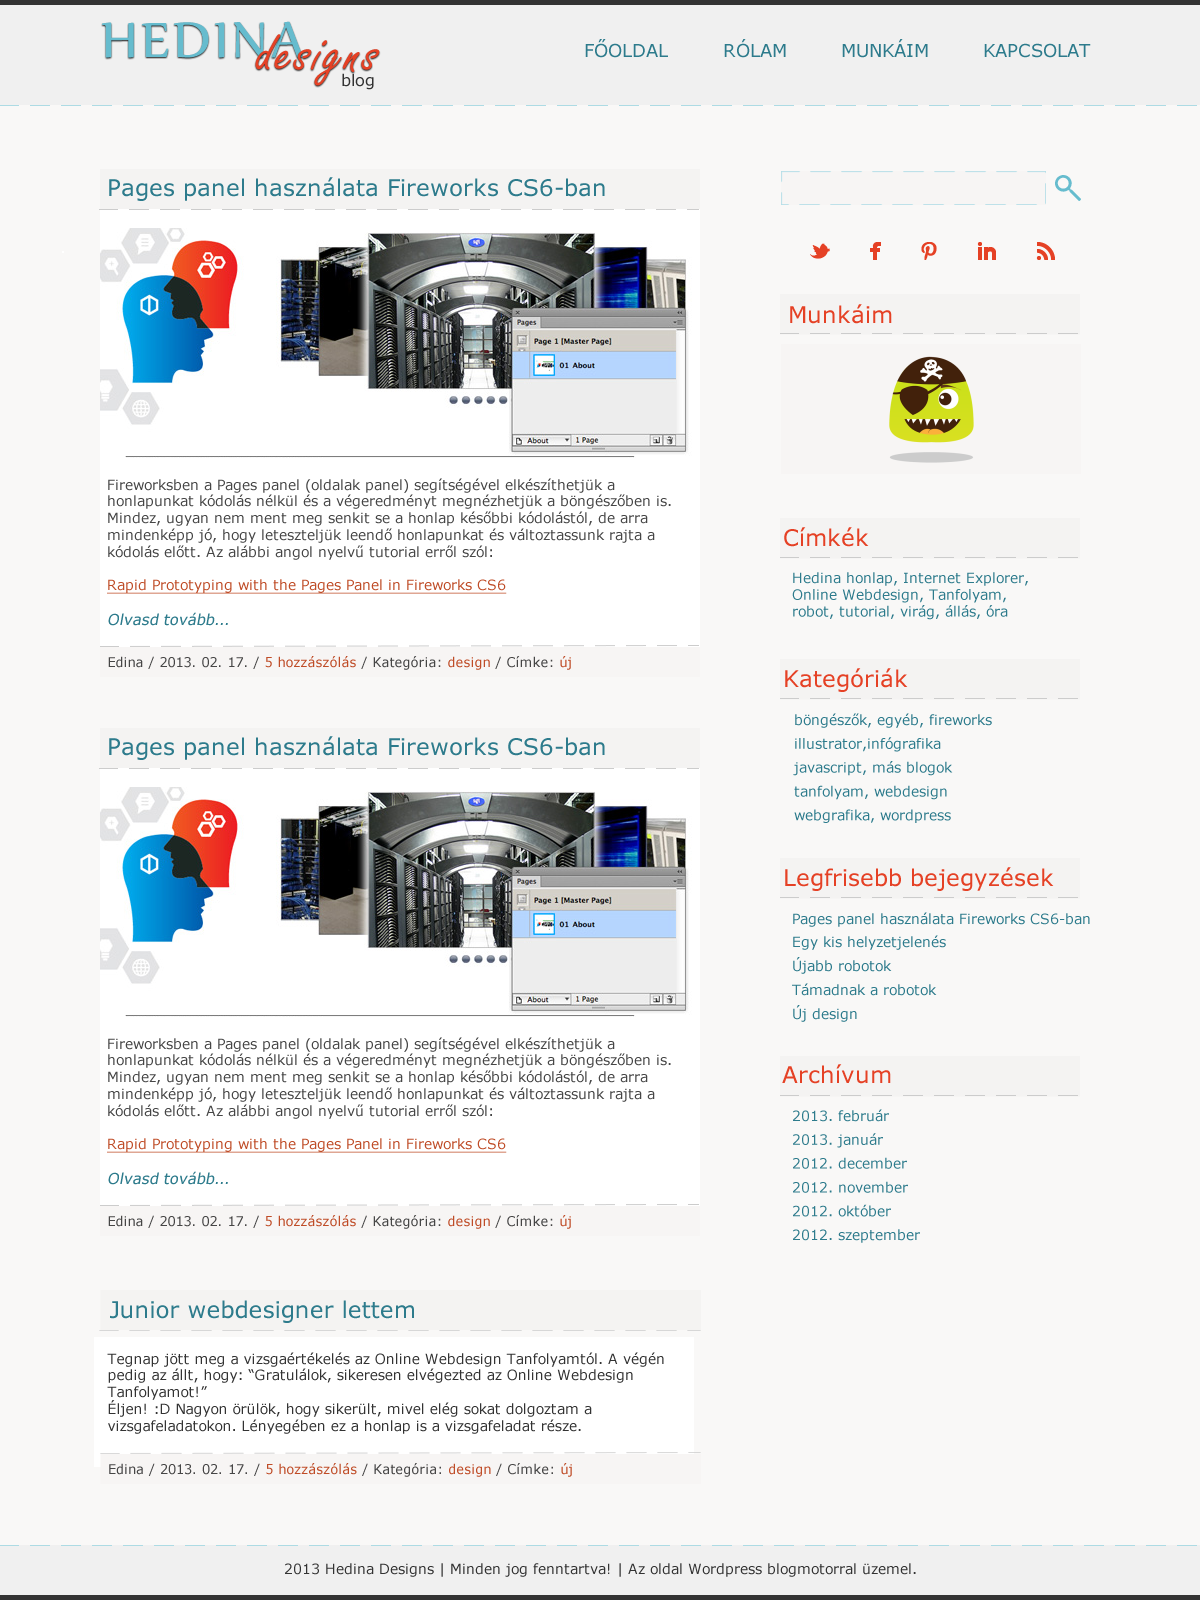 HEDINA
designs
blog
FŐOLDAL RÓLAM MUNKÁIM KAPCSOLAT
Pages panel használata Fireworks CS6-ban
Pages
Page 1 [Master Page]
01 About
About 1 Page
Fireworksben a Pages panel (oldalak panel) segítségével elkészíthetjük a
honlapunkat kódolás nélkül és a végeredményt megnézhetjük a böngészőben is.
Mindez, ugyan nem ment meg senkit se a honlap későbbi kódolástól, de arra
mindenképp jó, hogy leteszteljük leendő honlapunkat és változtassunk rajta a
kódolás előtt. Az alábbi angol nyelvű tutorial erről szól:
Rapid Prototyping with the Pages Panel in Fireworks CS6
Olvasd tovább...
Edina / 2013. 02. 17. / 5 hozzászólás / Kategória: design / Címke: új
Pages panel használata Fireworks CS6-ban
Pages
Page 1 [Master Page]
01 About
About 1 Page
Fireworksben a Pages panel (oldalak panel) segítségével elkészíthetjük a
honlapunkat kódolás nélkül és a végeredményt megnézhetjük a böngészőben is.
Mindez, ugyan nem ment meg senkit se a honlap későbbi kódolástól, de arra
mindenképp jó, hogy leteszteljük leendő honlapunkat és változtassunk rajta a
kódolás előtt. Az alábbi angol nyelvű tutorial erről szól:
Rapid Prototyping with the Pages Panel in Fireworks CS6
Olvasd tovább...
Edina / 2013. 02. 17. / 5 hozzászólás / Kategória: design / Címke: új
Junior webdesigner lettem
Tegnap jött meg a vizsgaértékelés az Online Webdesign Tanfolyamtól. A végén
pedig az állt, hogy: “Gratulálok, sikeresen elvégezted az Online Webdesign
Tanfolyamot!”
Éljen! :D Nagyon örülök, hogy sikerült, mivel elég sokat dolgoztam a
vizsgafeladatokon. Lényegében ez a honlap is a vizsgafeladat része.
Edina / 2013. 02. 17. / 5 hozzászólás / Kategória: design / Címke: új
Munkáim
Címkék
Hedina honlap, Internet Explorer,
Online Webdesign, Tanfolyam,
robot, tutorial, virág, állás, óra
Kategóriák
böngészők, egyéb, fireworks
illustrator,infógrafika
javascript, más blogok
tanfolyam, webdesign
webgrafika, wordpress
Legfrisebb bejegyzések
Pages panel használata Fireworks CS6-ban
Egy kis helyzetjelenés
Újabb robotok
Támadnak a robotok
Új design
Archívum
2013. február
2013. január
2012. december
2012. november
2012. október
2012. szeptember
2013 Hedina Designs | Minden jog fenntartva! | Az oldal Wordpress blogmotorral üzemel.